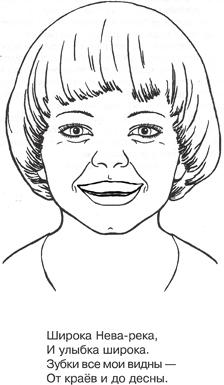 Широка Нева-река,
И улыбка широка.
Зубки все мои видны —
От краёв и до десны.